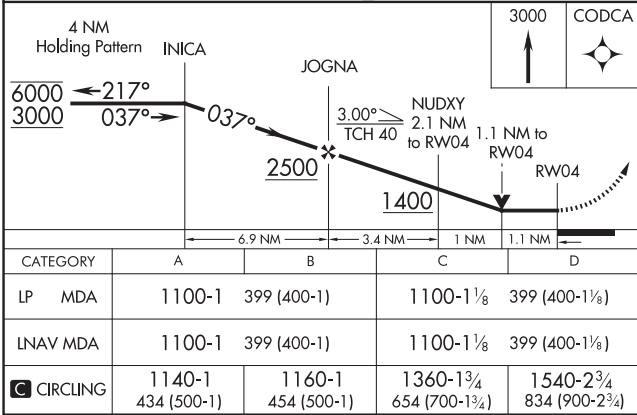 4 NM
Holding Pattern
INICA
JOGNA
3000
CODCA
6000
3000
217°
037°
037°
2500
3.00°
TCH 40
NUDXY
2.1 NM
to RW04
1.1 NM to
RW04
RW04
1400
6.9 NM
3.4 NM
1 NM
1.1 NM
CATEGORY A B C D
LP MDA 1100-1 399 (400-1) 1100-1⅛ 399 (400-1⅛)
LNAV MDA 1100-1 399 (400-1) 1100-1⅛ 399 (400-1⅛)
C CIRCLING 1140-1 1160-1 1360-1¾ 1540-2¾
434 (500-1) 454 (500-1) 654 (700-1¾) 834 (900-2¾)